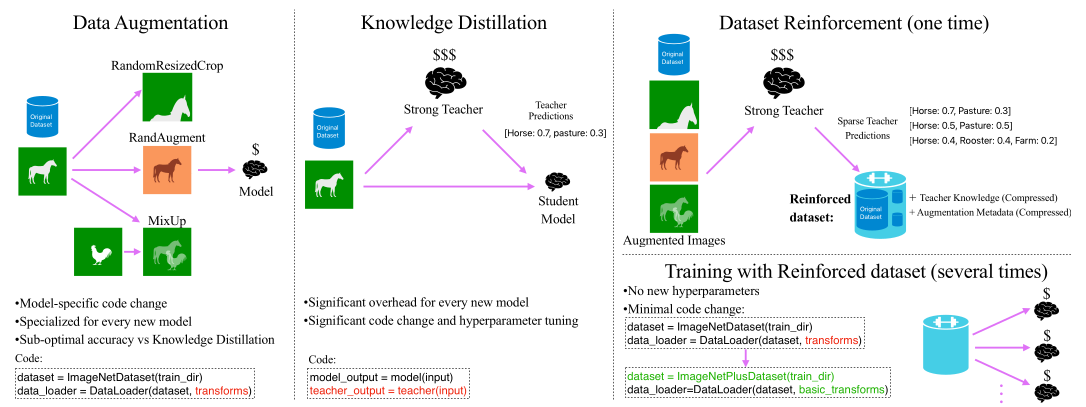 Data Augmentation
RandomResizedCrop
Original
Dataset
RandAugment
$
Model
MixUp
•Model-specific code change
•Specialized for every new model
•Sub-optimal accuracy vs Knowledge Distillation
Code:
dataset = ImageNetDataset(train_dir)
data_loader = DataLoader(dataset, transforms)
Knowledge Distillation
$$$
Strong Teacher
Original
Dataset
Teacher
Predictions
[Horse: 0.7, pasture: 0.3]
Student
Model
•Significant overhead for every new model
•Significant code change and hyperparameter tuning
Code:
model_output = model(input)
teacher_output = teacher(input)
Dataset Reinforcement (one time)
Original
Dataset
$$$
Strong Teacher
Sparse Teacher
Predictions
[Horse: 0.7, Pasture: 0.3]
[Horse: 0.5, Pasture: 0.5]
[Horse: 0.4, Rooster: 0.4, Farm: 0.2]
Augmented Images
Reinforced
dataset:
Original
Dataset
+ Teacher Knowledge (Compressed)
+ Augmentation Metadata (Compressed)
Training with Reinforced dataset (several times)
•No new hyperparameters
•Minimal code change:
dataset = ImageNetDataset(train_dir)
data_loader = DataLoader(dataset, transforms)
dataset = ImageNetPlusDataset(train_dir)
data_loader=DataLoader(dataset, basic_transforms)
$
$
$